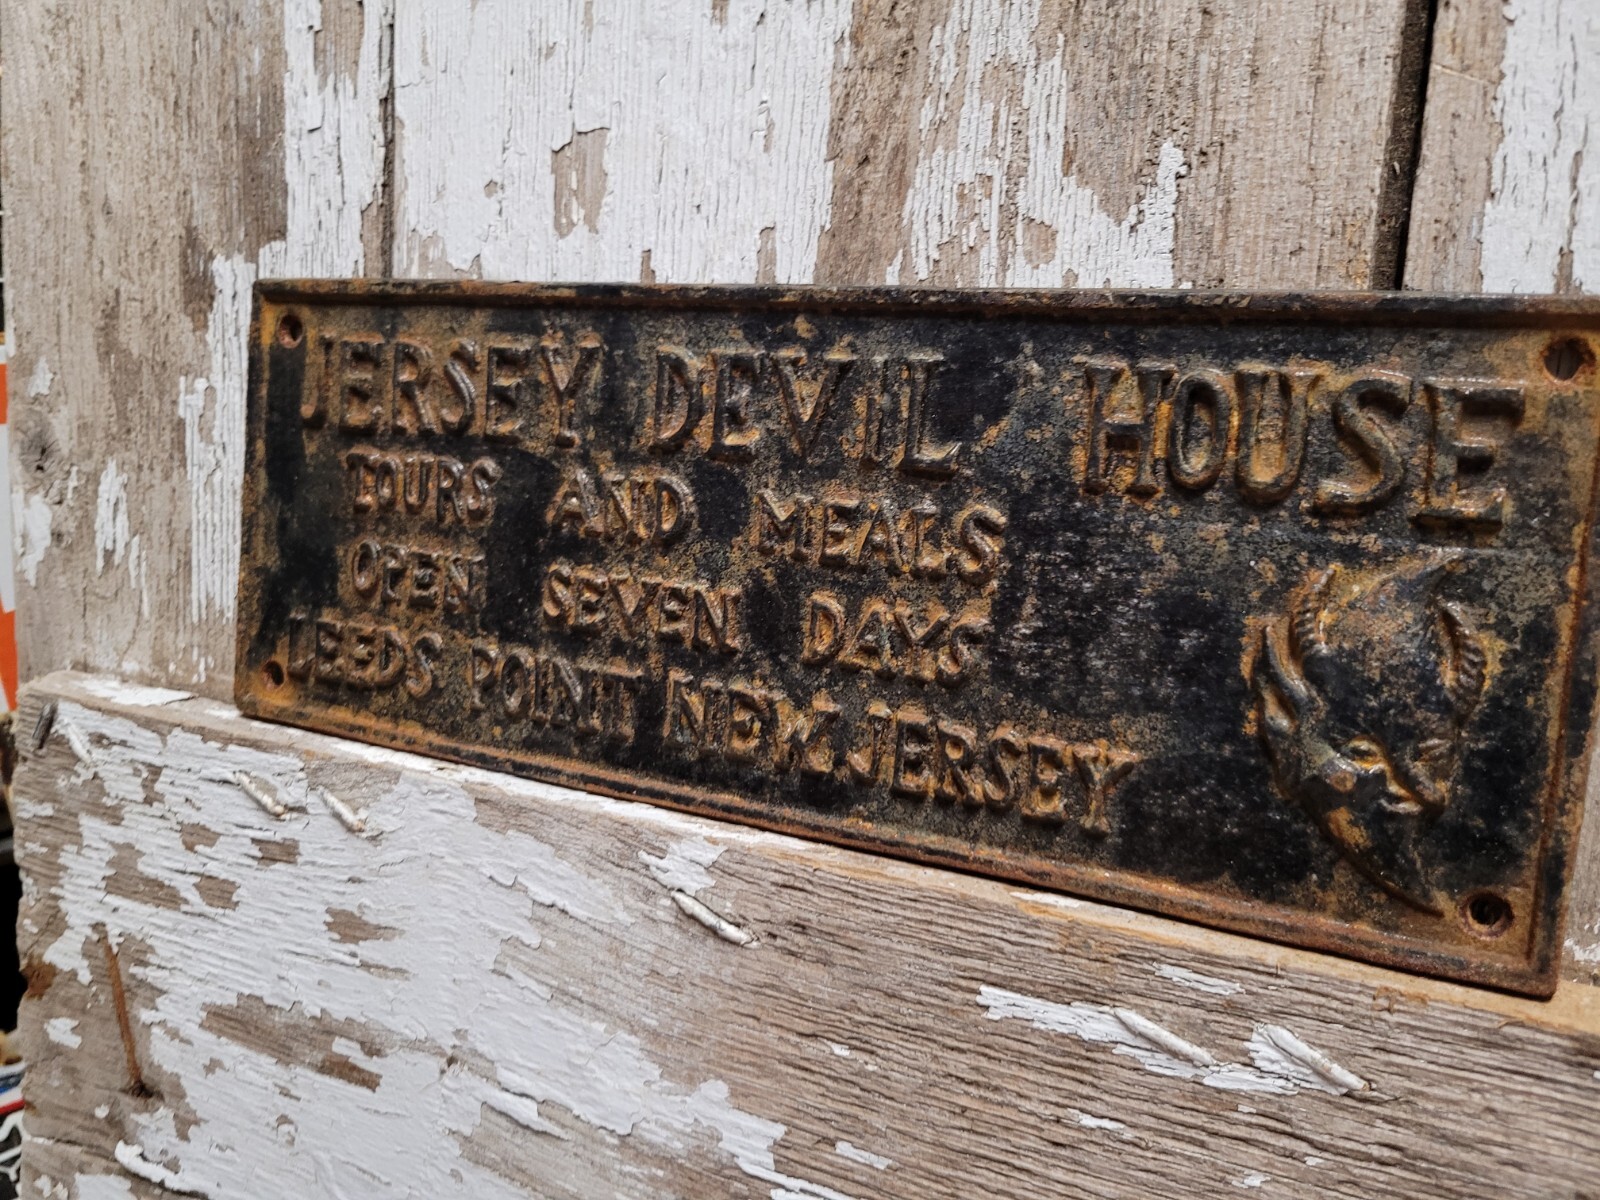 JERSEY DEVIL HOUSE
TOURS AND MEALS
OPEN SEVEN DAYS
LEEDS POINT NEW JERSEY